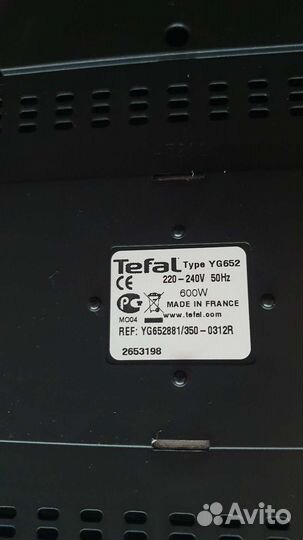 Tefal Type YG652
220-240V 50Hz
CE
600W
MADE IN FRANCE
www.tefal.com
MO04
REF: YG652881/350-0312R
2653198
Avito